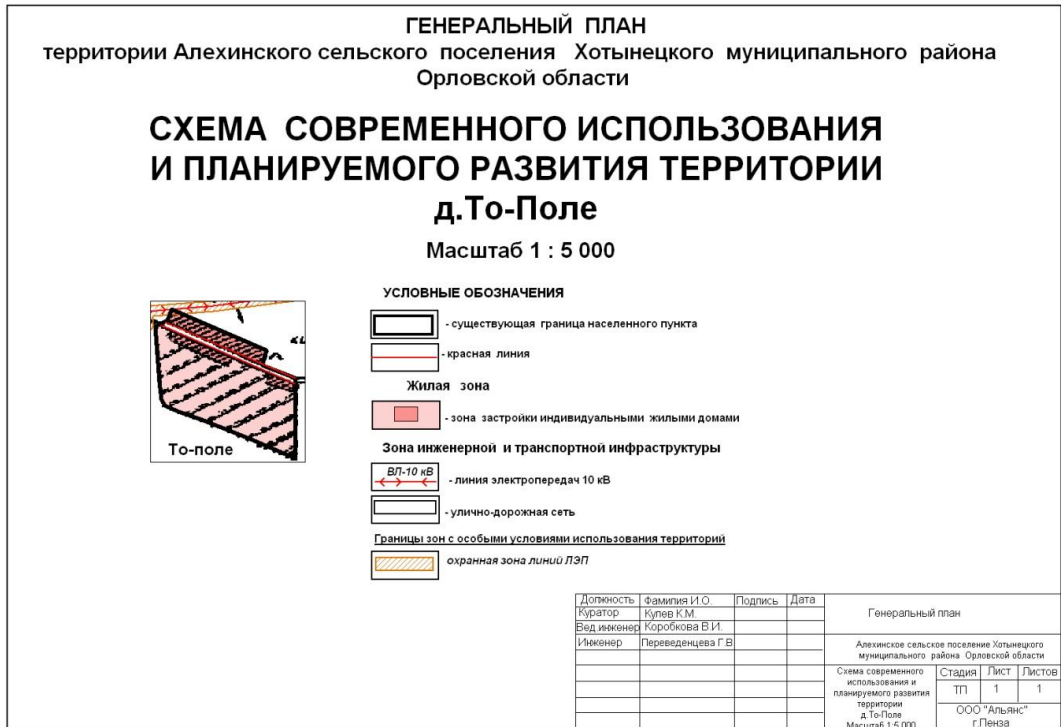 ГЕНЕРАЛЬНЫЙ ПЛАН
территории Алехинского сельского поселения Хотынецкого муниципального района
Орловской области
СХЕМА СОВРЕМЕННОГО ИСПОЛЬЗОВАНИЯ
И ПЛАНИРУЕМОГО РАЗВИТИЯ ТЕРРИТОРИИ
д.То-Поле
Масштаб 1 : 5 000
То-поле
УСЛОВНЫЕ ОБОЗНАЧЕНИЯ
- существующая граница населенного пункта
- красная линия
Жилая зона
- зона застройки индивидуальными жилыми домами
Зона инженерной и транспортной инфраструктуры
ВЛ-10 кВ
- линия электропередач 10 кВ
- улично-дорожная сеть
Границы зон с особыми условиями использования территорий
охранная зона линий ЛЭП
Должность Фамилия И.О. Подпись Дата
Куратор Кулев К.М.
Вед.инженер Коробкова В.И.
Инженер Переведенцева Г.В
Генеральный план
Алехинское сельское поселение Хотынецкого
муниципального района Орловской области
Схема современного
использования и
планируемого развития
территории
д.То-Поле
Масштаб 1:5 000
Стадия Лист Листов
ТП 1 1
ООО "Альянс"
г.Пенза